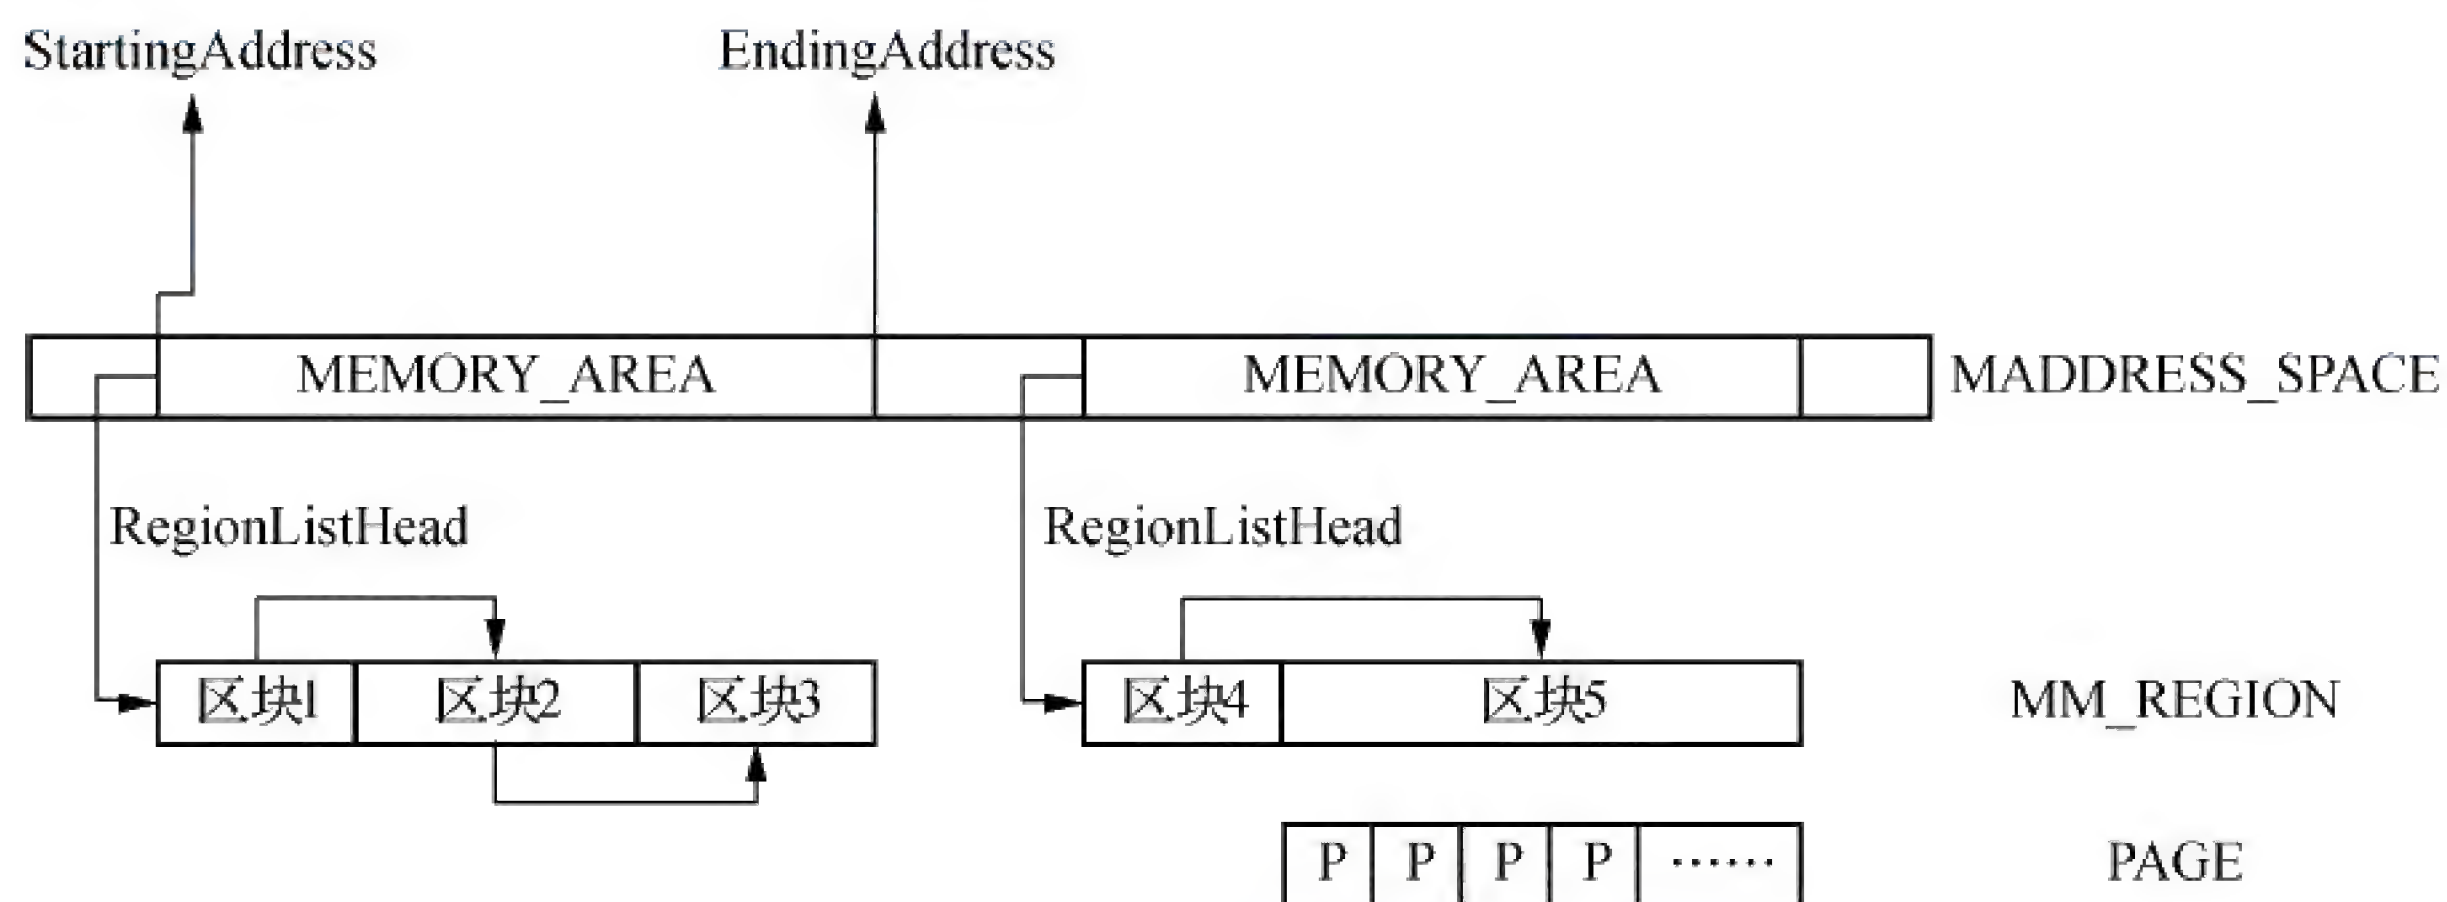 StartingAddress EndingAddress
MEMORY_AREA MEMORY_AREA MADDRESS_SPACE
RegionListHead RegionListHead
区块1 区块2 区块3 区块4 区块5 MM_REGION
P P P P …… PAGE